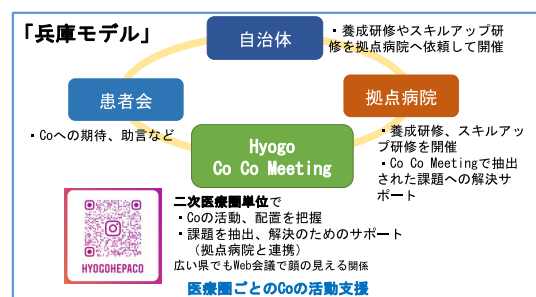 「兵庫モデル」
自治体
・養成研修やスキルアップ研
修を拠点病院へ依頼して開催
患者会
・Coへの期待、助言など
拠点病院
・養成研修、スキルアッ
プ研修を開催
・Co Co Meetingで抽出
された課題への解決サ
ポート
Hyogo
Co Co Meeting
二次医療圏単位で
・Coの活動、配置を把握
・課題を抽出、解決のためのサポート
（拠点病院と連携）
広い県でもWeb会議で顔の見える関係
HYOGOHEPACO
医療圏ごとのCoの活動支援